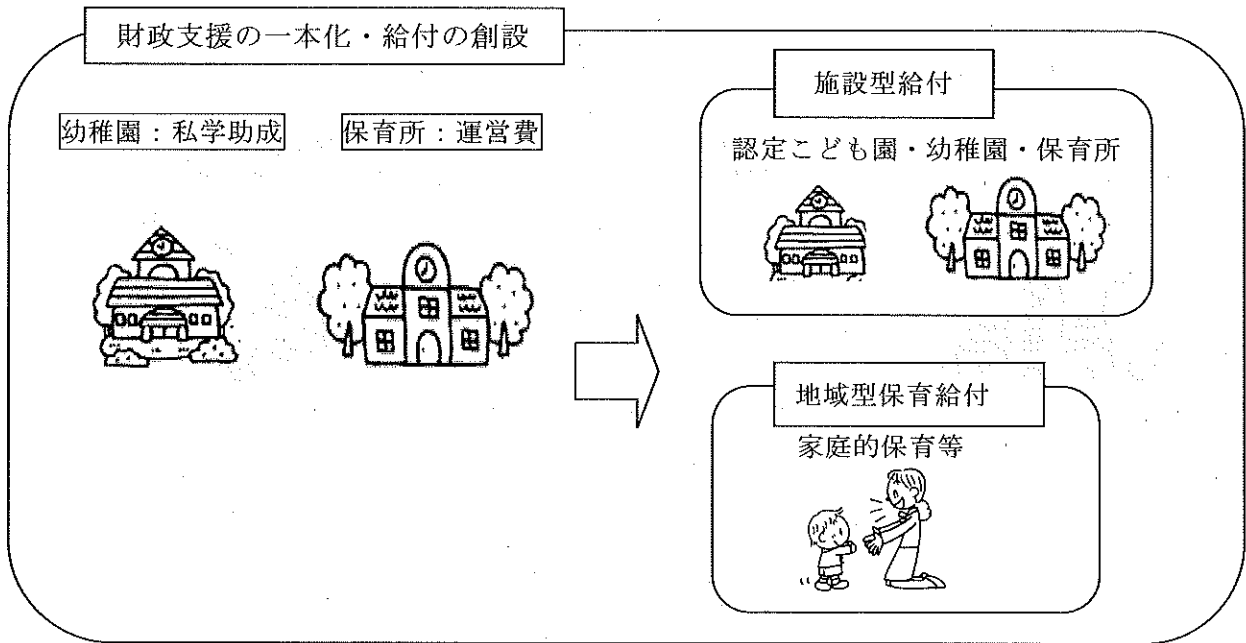 財政支援の一本化・給付の創設
幼稚園：私学助成
保育所：運営費
施設型給付
認定こども園・幼稚園・保育所
地域型保育給付
家庭的保育等